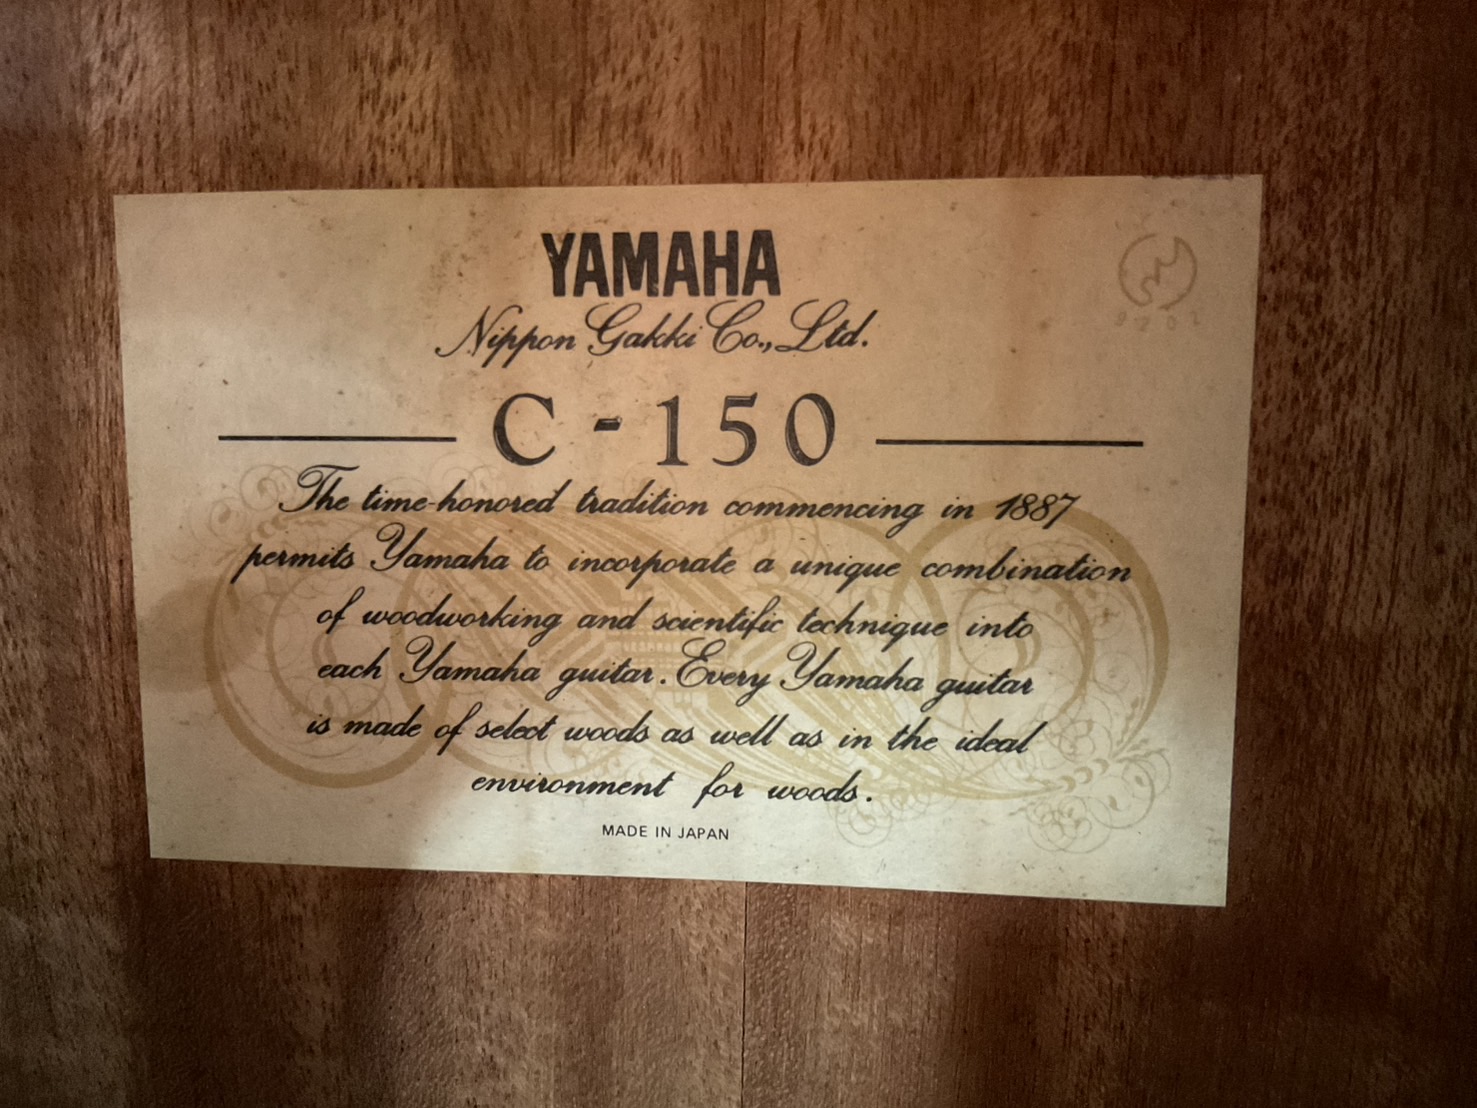 YAMAHA
Nippon Gakki Co., Ltd.
C-150
The time-honored tradition commencing in 1887
permits Yamaha to incorporate a unique combination
of woodworking and scientific technique into
each Yamaha guitar. Every Yamaha guitar
is made of select woods as well as in the ideal
environment for woods.
MADE IN JAPAN